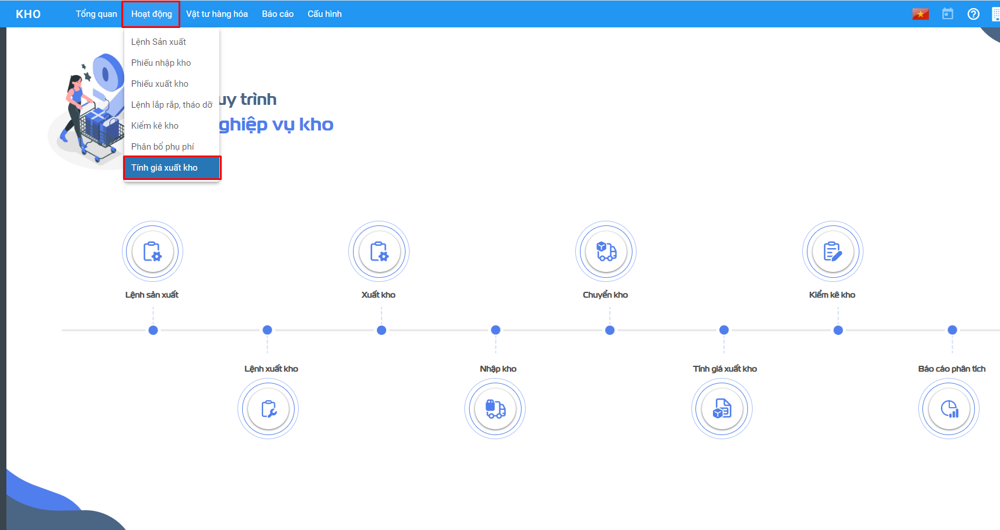 KHO
Tổng quan
Hoạt động
Vật tư hàng hóa
Báo cáo
Cấu hình
Lệnh Sản xuất
Phiếu nhập kho
Phiếu xuất kho
Lệnh lắp rắp, tháo dỡ
Kiểm kê kho
Phân bổ phụ phí
Tính giá xuất kho
uy trình
ghiệp vụ kho
Lệnh sản xuất
Xuất kho
Chuyển kho
Kiểm kê kho
Lệnh xuất kho
Nhập kho
Tính giá xuất kho
Báo cáo phân tích